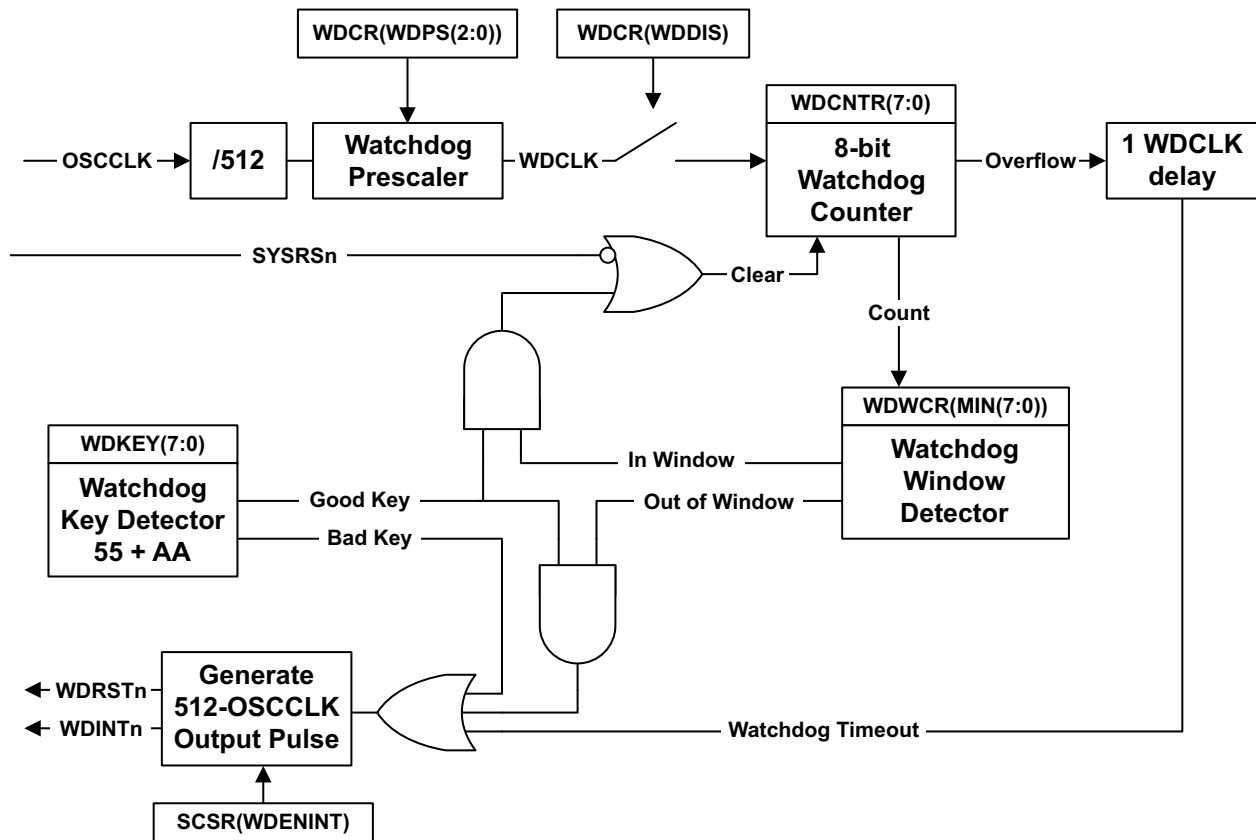 WDCR(WDPS(2:0))
WDCR(WDDIS)
WDCNTR(7:0)
OSCCLK
/512
Watchdog
Prescaler
WDCLK
8-bit
Watchdog
Counter
Overflow
1 WDCLK
delay
SYSRSn
Clear
Count
WDWCR(MIN(7:0))
Watchdog
Window
Detector
WDKEY(7:0)
Watchdog
Key Detector
55 + AA
In Window
Good Key
Out of Window
Bad Key
Generate
512-OSCCLK
Output Pulse
WDRSTn
WDINTn
Watchdog Timeout
SCSR(WDENINT)